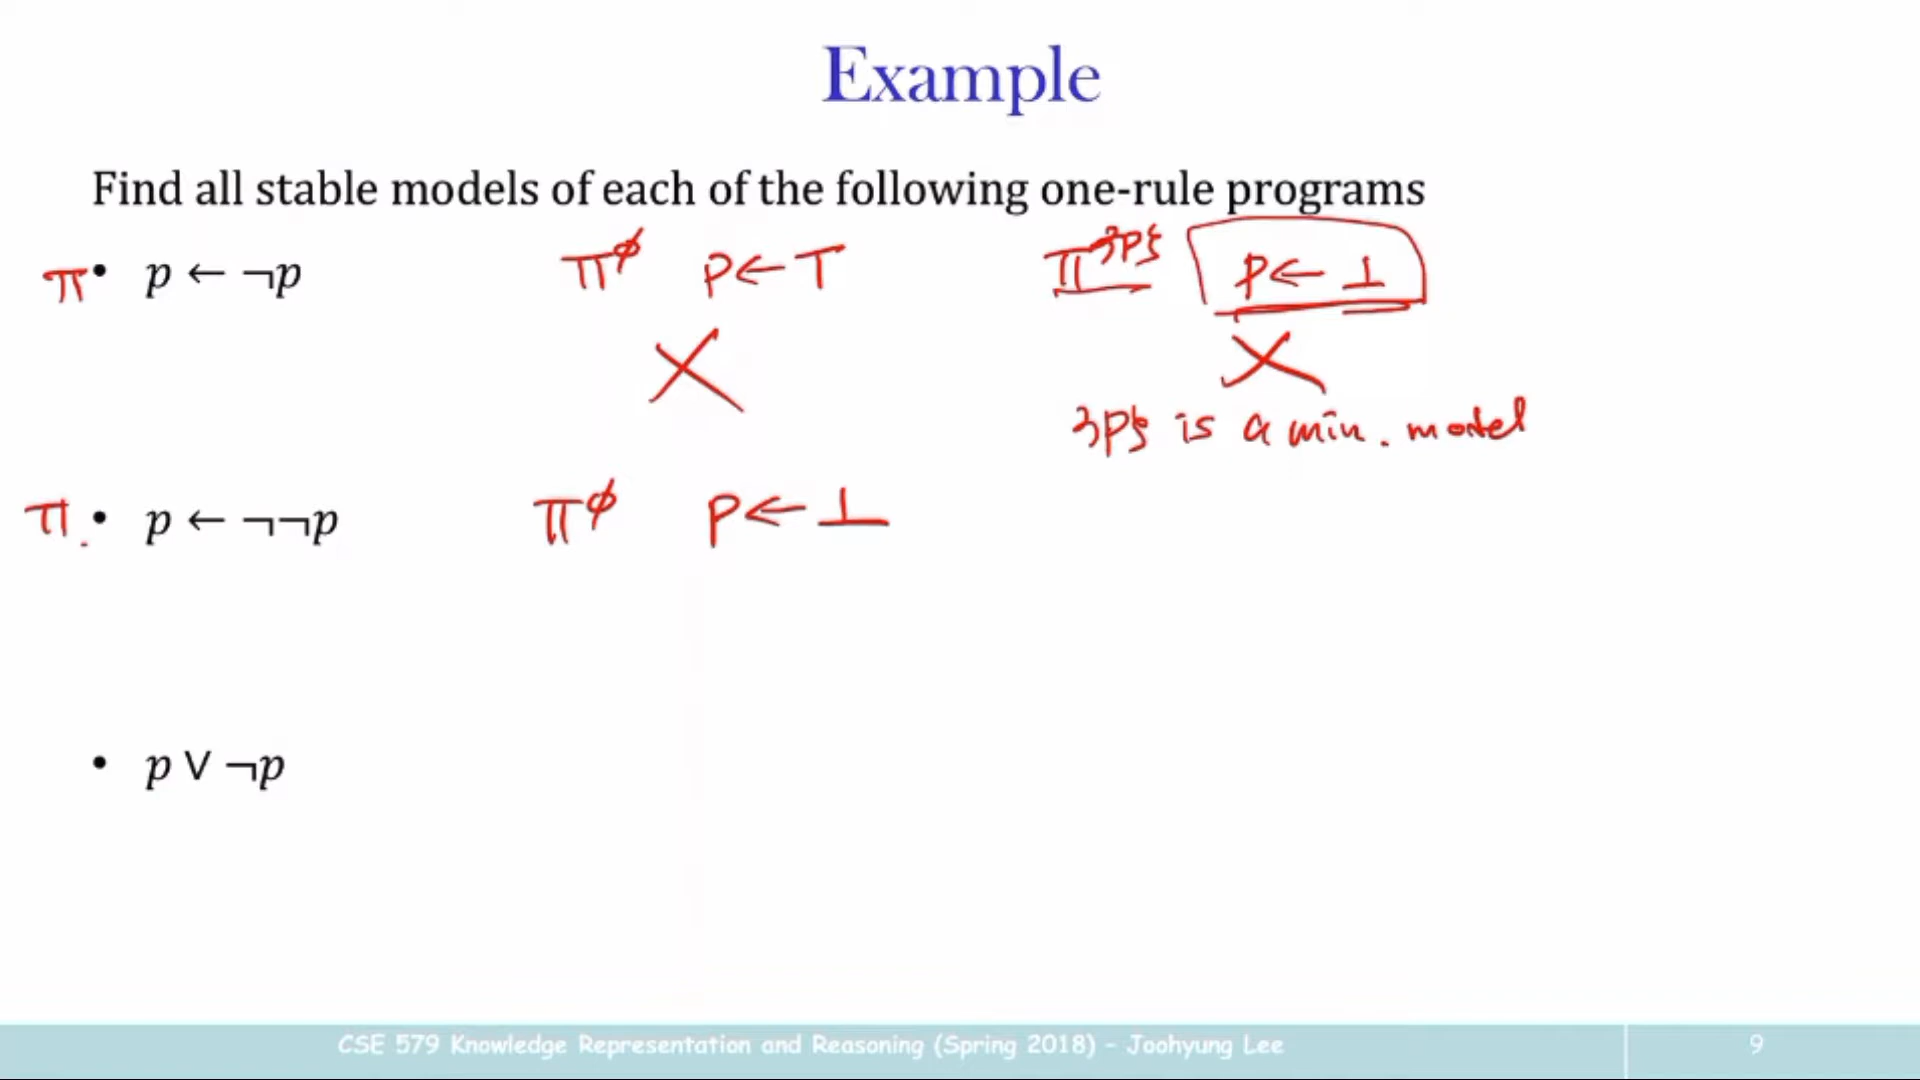 Example
Find all stable models of each of the following one-rule programs
π • p ← ¬p π^∅ p ← ⊤ π^{p} p ← ⊥
{p} is a min. model
π • p ← ¬¬p π^∅ p ← ⊥
• p ∨ ¬p
CSE 579 Knowledge Representation and Reasoning (Spring 2018) – Joohyung Lee 9